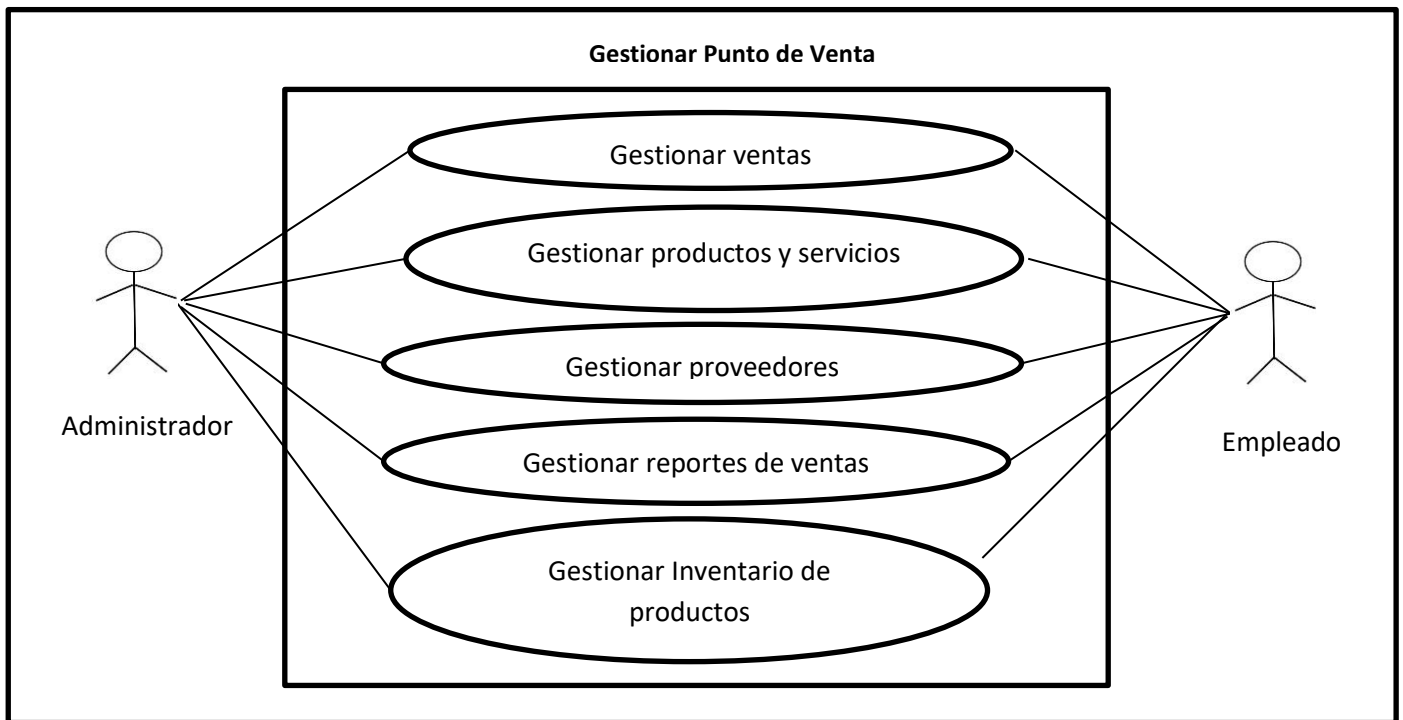 Gestionar Punto de Venta
Gestionar ventas
Gestionar productos y servicios
Gestionar proveedores
Administrador
Gestionar reportes de ventas
Empleado
Gestionar Inventario de
productos